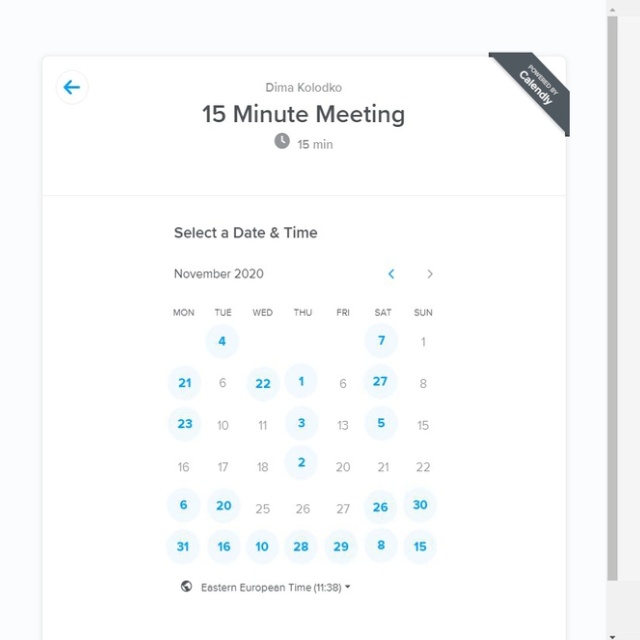 POWERED BY
Calendly
Dima Kolodko
15 Minute Meeting
15 min
Select a Date & Time
November 2020
MON TUE WED THU FRI SAT SUN
4 7 1
21 6 22 1 6 27 8
23 10 11 3 13 5 15
16 17 18 2 20 21 22
6 20 25 26 27 26 30
31 16 10 28 29 8 15
Eastern European Time (11:38)